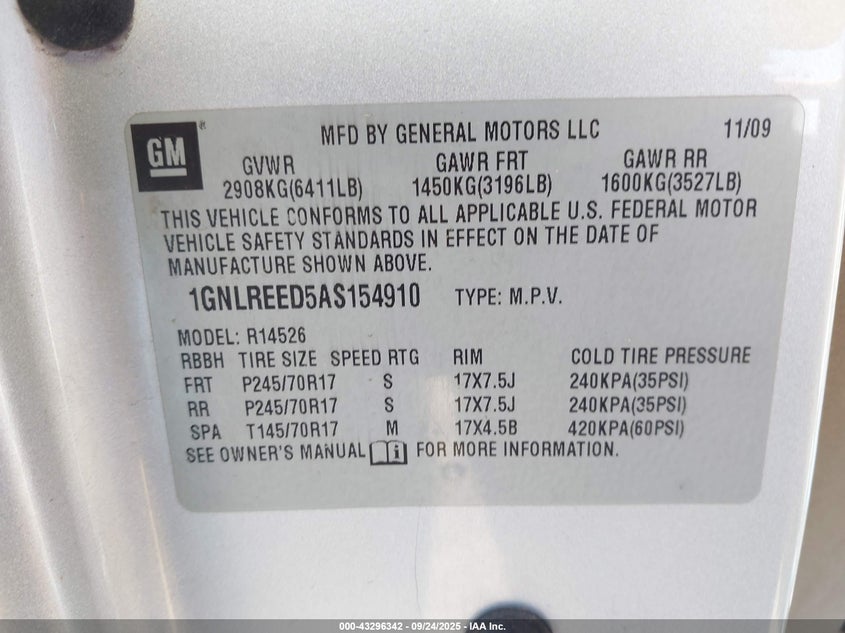 GM ®
MFD BY GENERAL MOTORS LLC 11/09
GVWR GAWR FRT GAWR RR
2908KG(6411LB) 1450KG(3196LB) 1600KG(3527LB)
THIS VEHICLE CONFORMS TO ALL APPLICABLE U.S. FEDERAL MOTOR
VEHICLE SAFETY STANDARDS IN EFFECT ON THE DATE OF
MANUFACTURE SHOWN ABOVE.
1GNLREED5AS154910 TYPE: M.P.V.
MODEL: R14526
RBBH TIRE SIZE SPEED RTG RIM COLD TIRE PRESSURE
FRT P245/70R17 S 17X7.5J 240KPA(35PSI)
RR P245/70R17 S 17X7.5J 240KPA(35PSI)
SPA T145/70R17 M 17X4.5B 420KPA(60PSI)
SEE OWNER'S MANUAL i FOR MORE INFORMATION.
000-43296342 - 09/24/2025 - IAA Inc.